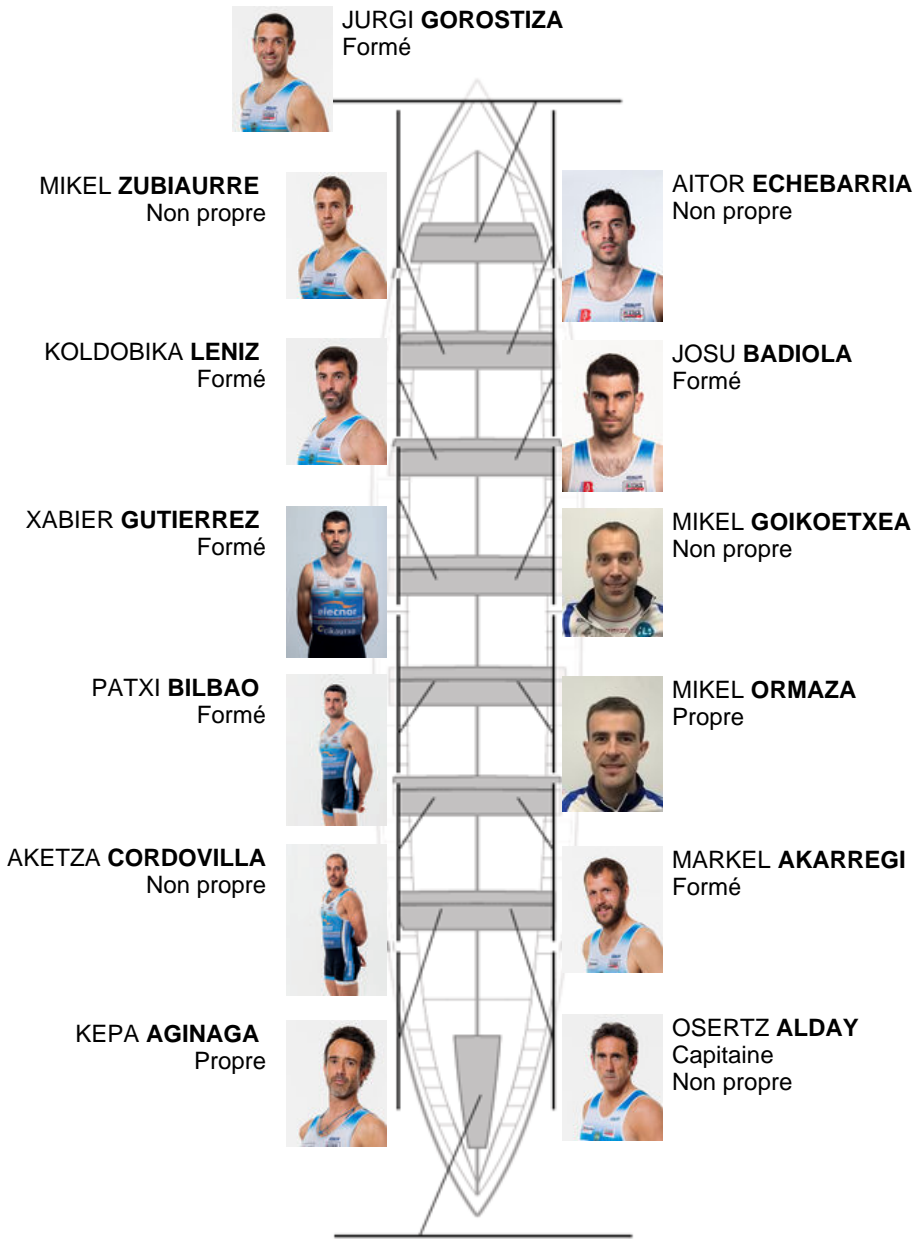 JURGI GOROSTIZA
Formé
MIKEL ZUBIAURRE
Non propre
AITOR ECHEBARRIA
Non propre
KOLDOBIKA LENIZ
Formé
JOSU BADIOLA
Formé
XABIER GUTIERREZ
Formé
elecnor
MIKEL GOIKOETXEA
Non propre
PATXI BILBAO
Formé
MIKEL ORMAZA
Propre
AKETZA CORDOVILLA
Non propre
MARKEL AKARREGI
Formé
KEPA AGINAGA
Propre
OSERTZ ALDAY
Capitaine
Non propre